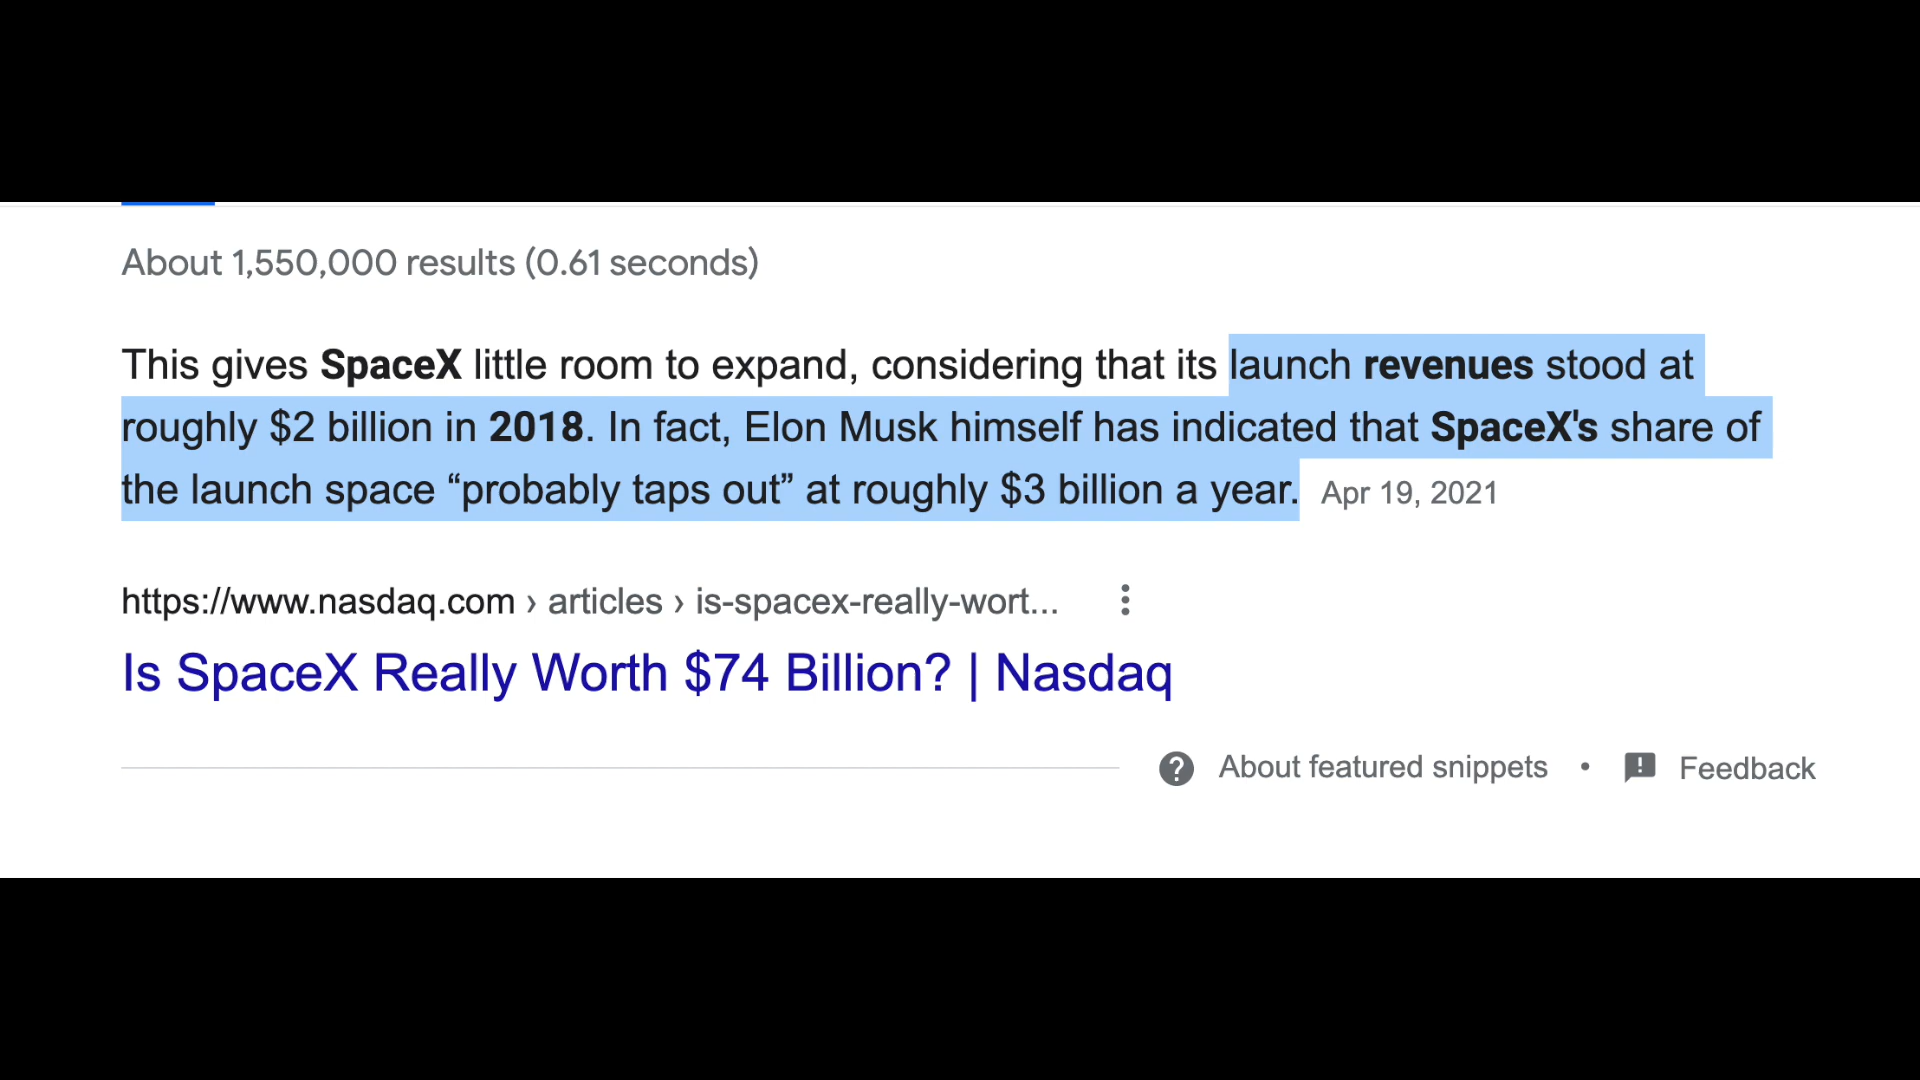 About 1,550,000 results (0.61 seconds)
This gives SpaceX little room to expand, considering that its launch revenues stood at
roughly $2 billion in 2018. In fact, Elon Musk himself has indicated that SpaceX's share of
the launch space “probably taps out” at roughly $3 billion a year. Apr 19, 2021
https://www.nasdaq.com › articles › is-spacex-really-wort...
Is SpaceX Really Worth $74 Billion? | Nasdaq
About featured snippets • Feedback